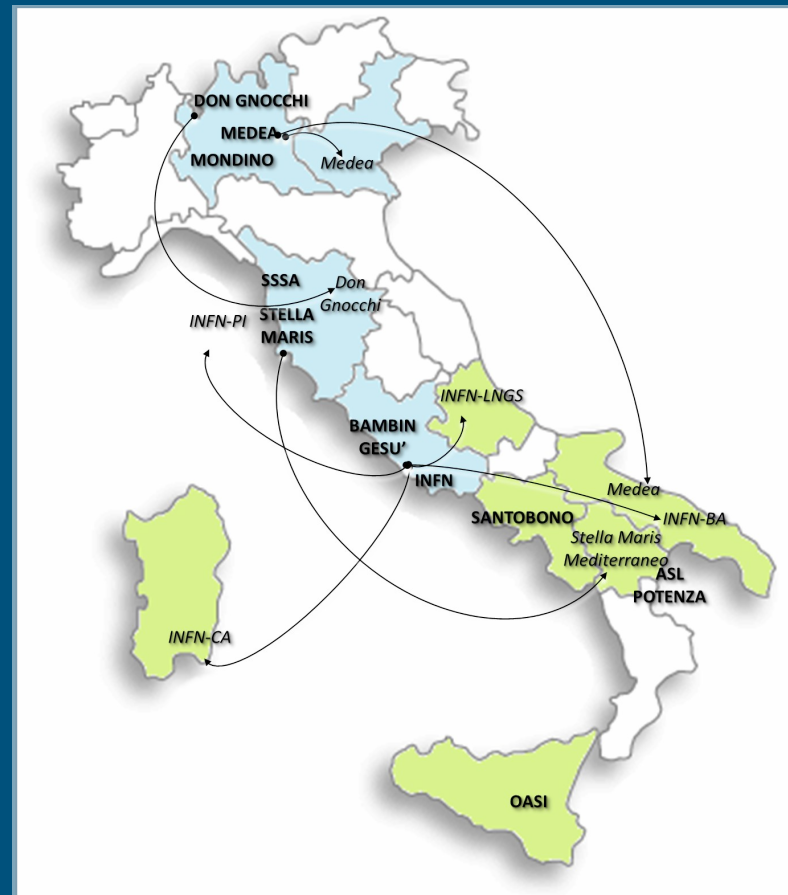 DON GNOCCHI
MEDEA
MONDINO
Medea
SSSA
Don
Gnocchi
STELLA
MARIS
INFN-PI
INFN-LNGS
BAMBIN
GESU'
INFN
Medea
INFN-BA
SANTOBONO
Stella Maris
Mediterraneo
ASL
POTENZA
INFN-CA
OASI